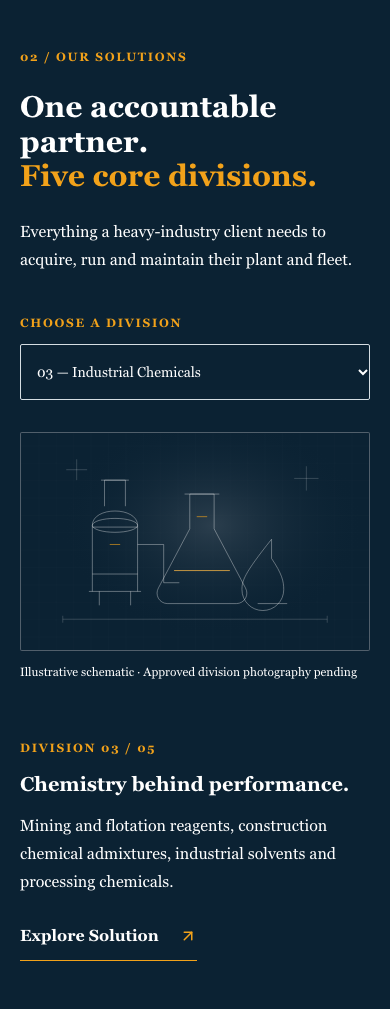 02 / OUR SOLUTIONS
One accountable
partner.
Five core divisions.
Everything a heavy-industry client needs to
acquire, run and maintain their plant and fleet.
CHOOSE A DIVISION
03 — Industrial Chemicals
Illustrative schematic · Approved division photography pending
DIVISION 03 / 05
Chemistry behind performance.
Mining and flotation reagents, construction
chemical admixtures, industrial solvents and
processing chemicals.
Explore Solution